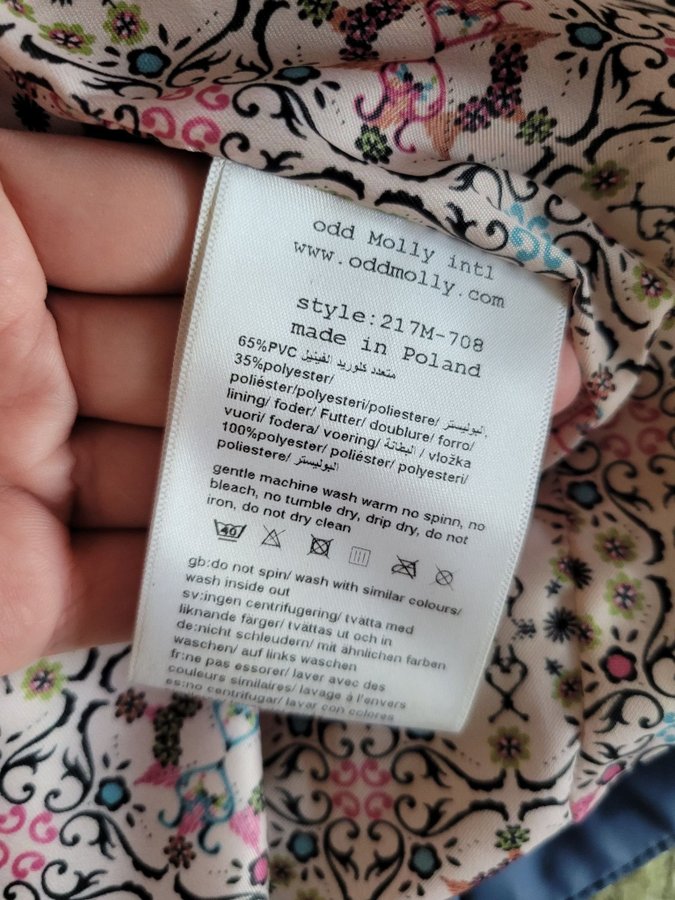 odd Molly intl
www.oddmolly.com
style:217M-708
made in Poland
65%PVC متعدد كلوريد الفينيل
35%polyester/
poliéster/polyesteri/poliestere/ البوليستر,
lining/ foder/ Futter/ doublure/ forro/
vuori/ fodera/ voering/ البطانة / vložka
100%polyester/ poliéster/ polyesteri/
poliestere/ البوليستر
gentle machine wash warm no spinn, no
bleach, no tumble dry, drip dry, do not
iron, do not dry clean
40
gb:do not spin/ wash with similar colours/
wash inside out
sv:ingen centrifugering/ tvätta med
liknande färger/ tvättas ut och in
de:nicht schleudern/ mit ähnlichen farben
waschen/ auf links waschen
fr:ne pas essorer/ laver avec des
couleurs similaires/ lavage à l'envers
es:no centrifugar/ lavar con colores